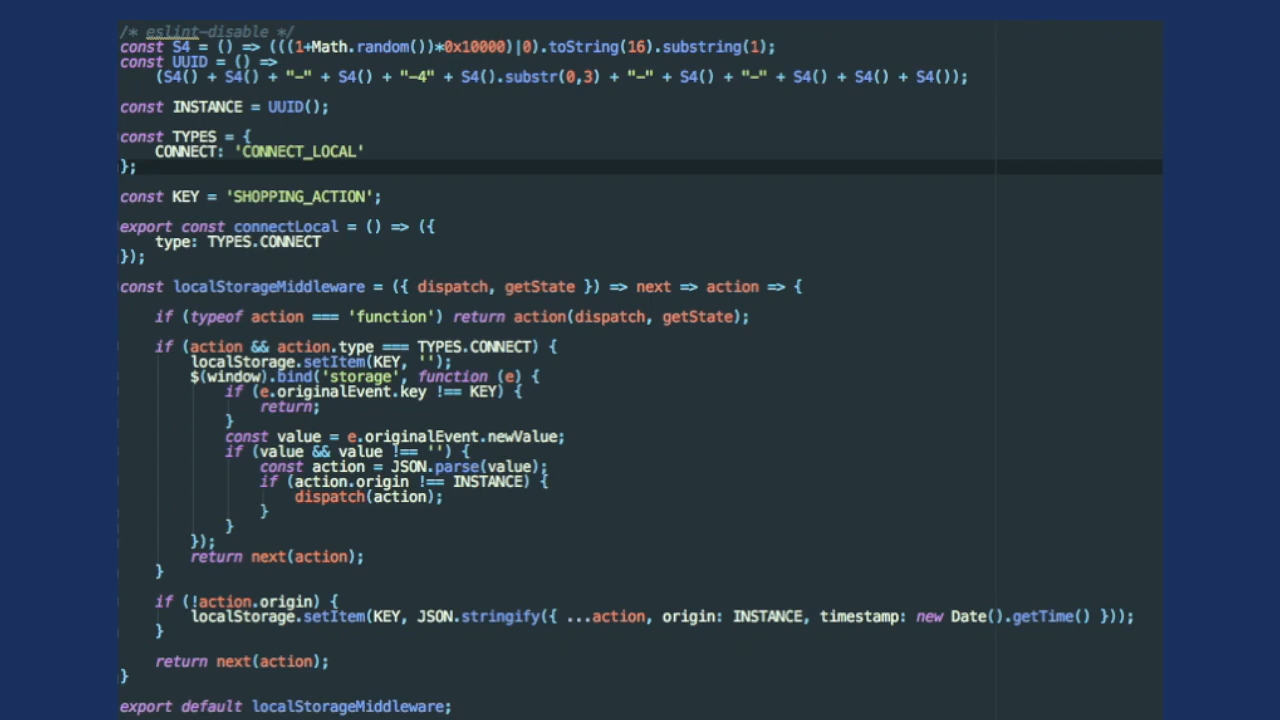 /* eslint-disable */
const S4 = () => (((1+Math.random())*0x10000)|0).toString(16).substring(1);
const UUID = () =>
    (S4() + S4() + "-" + S4() + "-4" + S4().substr(0,3) + "-" + S4() + "-" + S4() + S4() + S4());
const INSTANCE = UUID();
const TYPES = {
    CONNECT: 'CONNECT_LOCAL'
};
const KEY = 'SHOPPING_ACTION';
export const connectLocal = () => ({
    type: TYPES.CONNECT
});
const localStorageMiddleware = ({ dispatch, getState }) => next => action => {
    if (typeof action === 'function') return action(dispatch, getState);
    if (action && action.type === TYPES.CONNECT) {
        localStorage.setItem(KEY, '');
        $(window).bind('storage', function (e) {
            if (e.originalEvent.key !== KEY) {
                return;
            }
            const value = e.originalEvent.newValue;
            if (value && value !== '') {
                const action = JSON.parse(value);
                if (action.origin !== INSTANCE) {
                    dispatch(action);
                }
            }
        });
        return next(action);
    }
    if (!action.origin) {
        localStorage.setItem(KEY, JSON.stringify({ ...action, origin: INSTANCE, timestamp: new Date().getTime() }));
    }
    return next(action);
}
export default localStorageMiddleware;